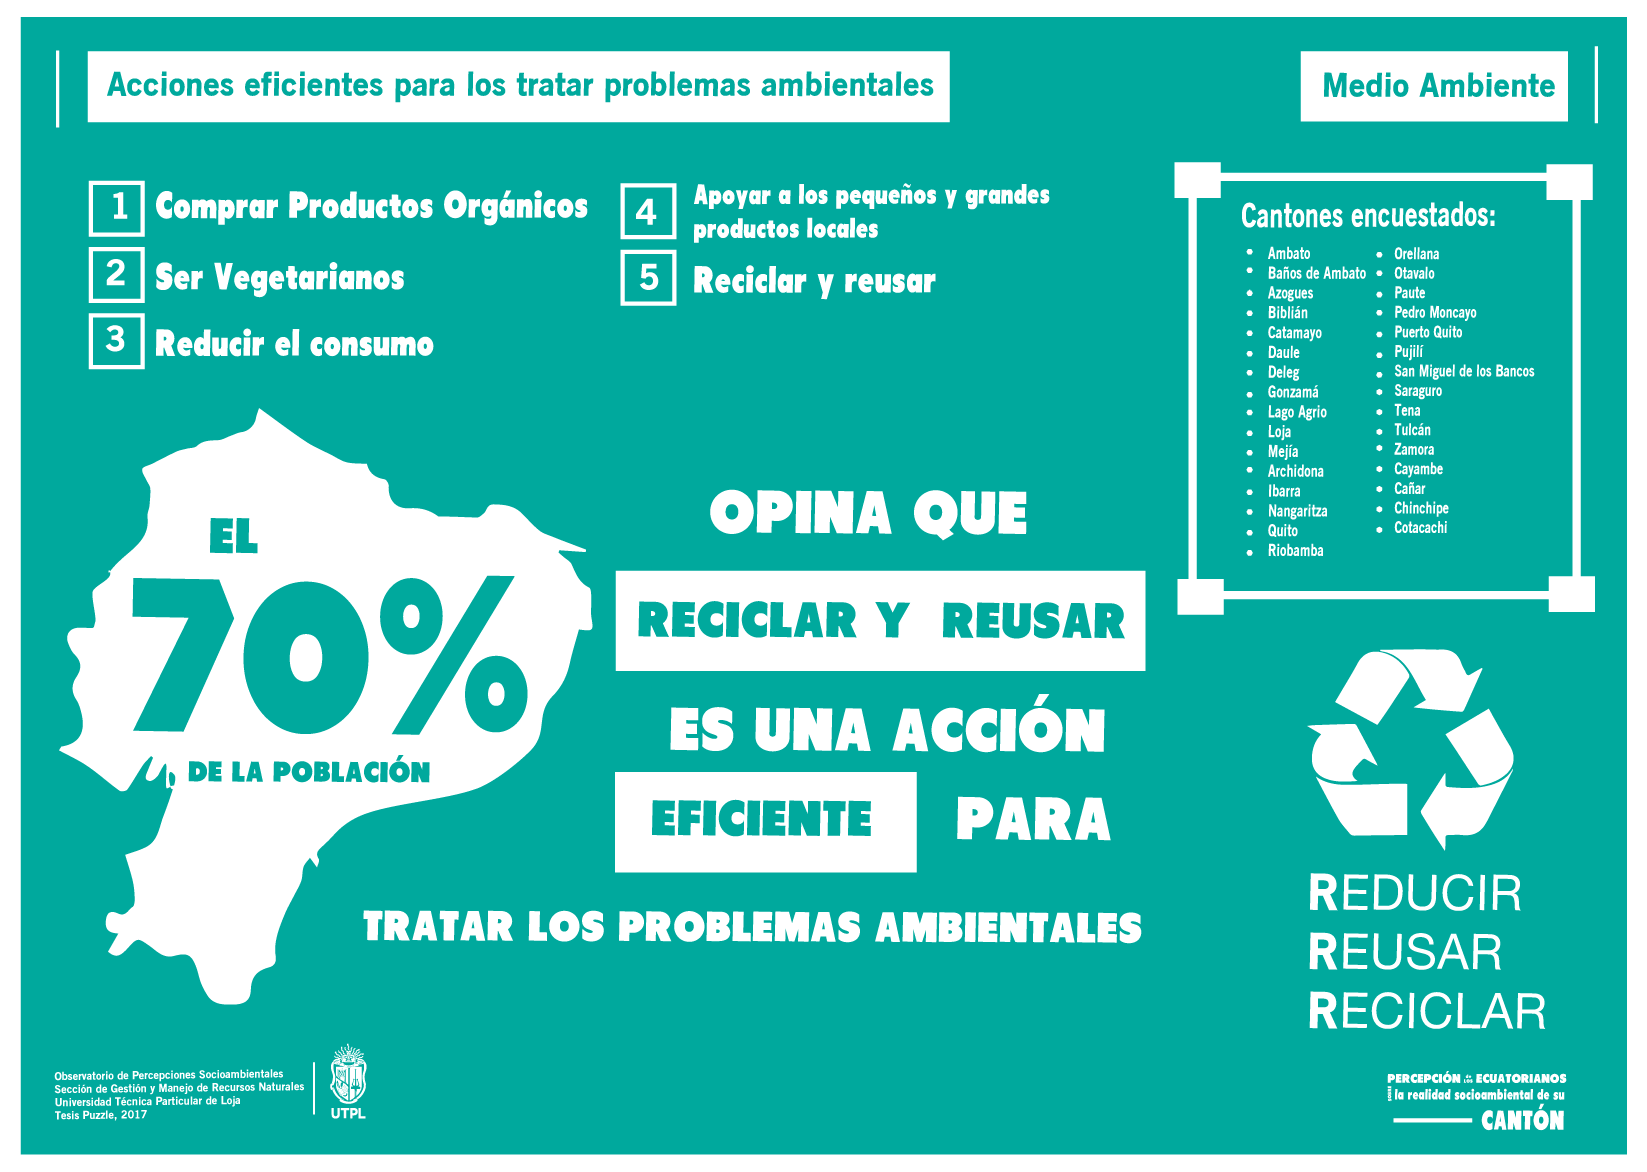 Acciones eficientes para los tratar problemas ambientales
Medio Ambiente
1 Comprar Productos Orgánicos
2 Ser Vegetarianos
3 Reducir el consumo
4 Apoyar a los pequeños y grandes
productos locales
5 Reciclar y reusar
Cantones encuestados:
• Ambato
• Baños de Ambato
• Azogues
• Biblián
• Catamayo
• Daule
• Deleg
• Gonzamá
• Lago Agrio
• Loja
• Mejía
• Archidona
• Ibarra
• Nangaritza
• Quito
• Riobamba
• Orellana
• Otavalo
• Paute
• Pedro Moncayo
• Puerto Quito
• Pujilí
• San Miguel de los Bancos
• Saraguro
• Tena
• Tulcán
• Zamora
• Cayambe
• Cañar
• Chinchipe
• Cotacachi
EL
70%
DE LA POBLACIÓN
OPINA QUE
RECICLAR Y REUSAR
ES UNA ACCIÓN
EFICIENTE PARA
TRATAR LOS PROBLEMAS AMBIENTALES
REDUCIR
REUSAR
RECICLAR
Observatorio de Percepciones Socioambientales
Sección de Gestión y Manejo de Recursos Naturales
Universidad Técnica Particular de Loja
Tesis Puzzle, 2017
UTPL
PERCEPCIÓN DE LOS ECUATORIANOS
SOBRE la realidad socioambiental de su
CANTÓN